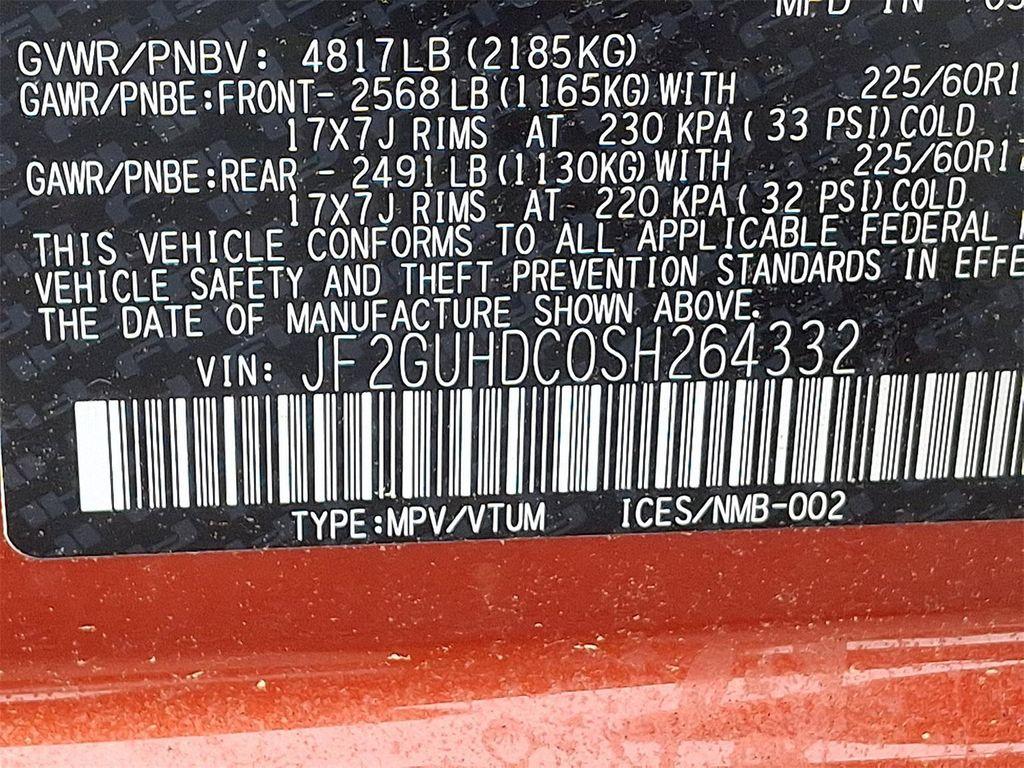 MFD IN
GVWR/PNBV: 4817LB (2185KG)
GAWR/PNBE:FRONT- 2568 LB(1165KG)WITH 225/60R1
17X7J RIMS AT 230 KPA( 33 PSI)COLD
GAWR/PNBE:REAR - 2491 LB(1130KG)WITH 225/60R17
17X7J RIMS AT 220 KPA( 32 PSI)COLD
THIS VEHICLE CONFORMS TO ALL APPLICABLE FEDERAL
VEHICLE SAFETY AND THEFT PREVENTION STANDARDS IN EFFE
THE DATE OF MANUFACTURE SHOWN ABOVE.
VIN: JF2GUHDC0SH264332
TYPE:MPV/VTUM ICES/NMB-002